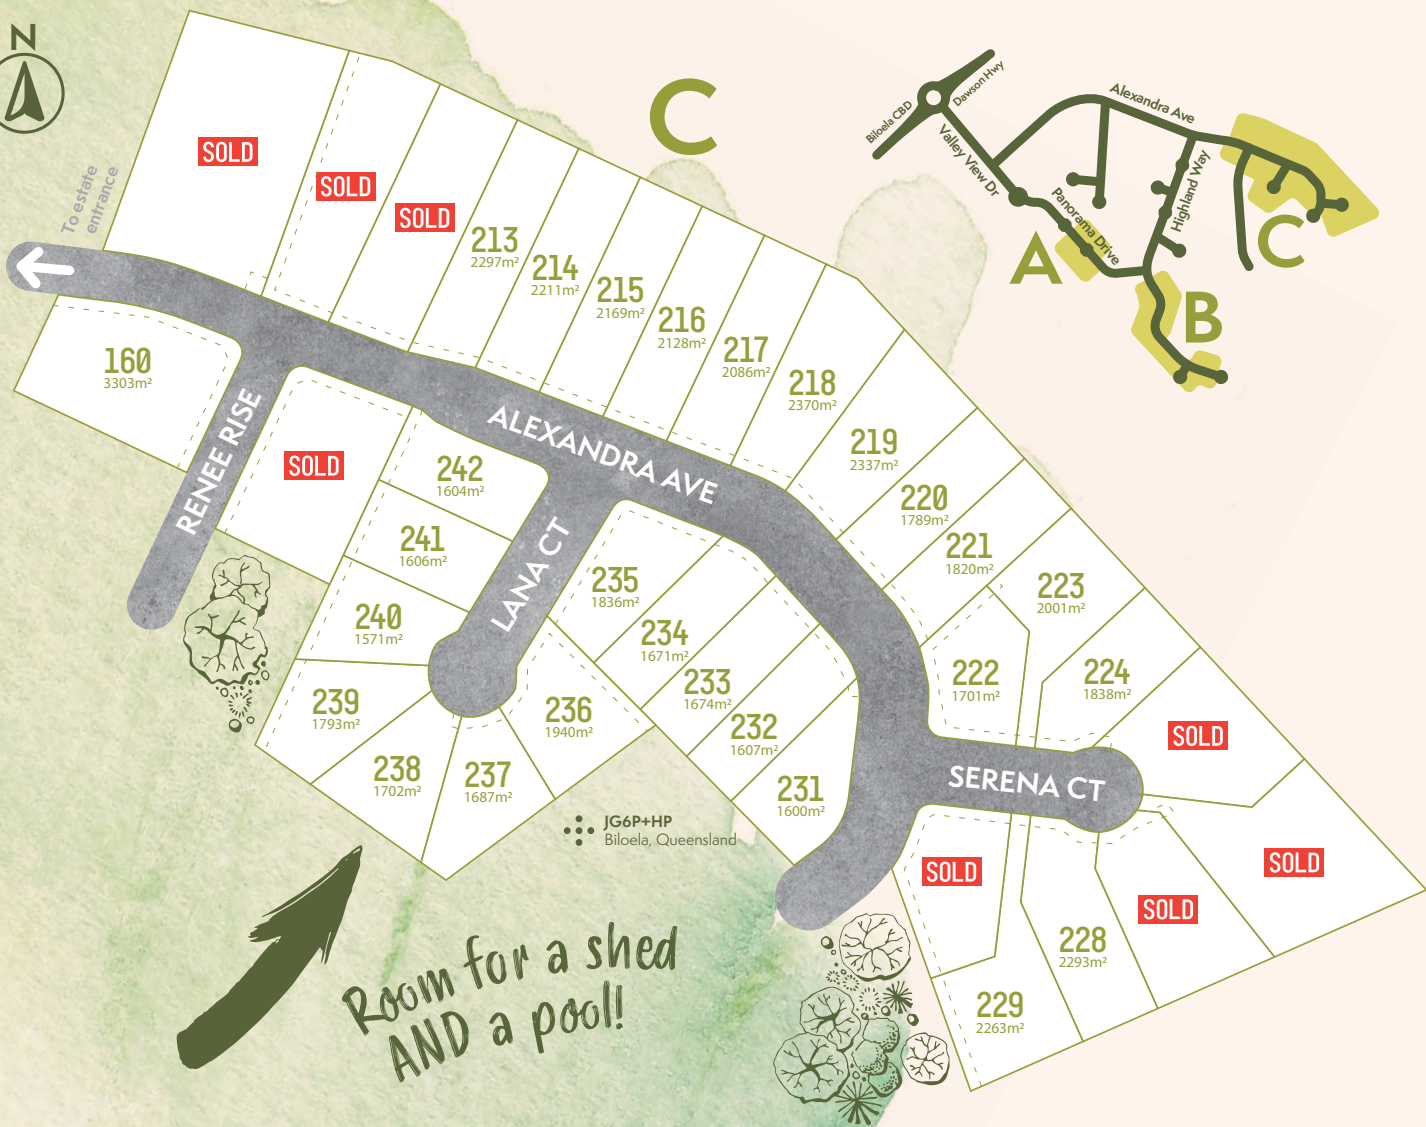 N
C
To estate
entrance
SOLD
SOLD
SOLD
213
2297m²
214
2211m²
215
2169m²
216
2128m²
217
2086m²
218
2370m²
219
2337m²
220
1789m²
221
1820m²
223
2001m²
222
1701m²
224
1838m²
SOLD
SOLD
SOLD
228
2293m²
SOLD
229
2263m²
160
3303m²
RENEE RISE
SOLD
ALEXANDRA AVE
242
1604m²
241
1606m²
240
1571m²
239
1793m²
238
1702m²
237
1687m²
236
1940m²
LANA CT
235
1836m²
234
1671m²
233
1674m²
232
1607m²
231
1600m²
SERENA CT
JG6P+HP
Biloela, Queensland
Room for a shed
AND a pool!
Biloela CBD
Dawson Hwy
Valley View Dr
Alexandra Ave
Highland Way
Panorama Drive
A
B
C